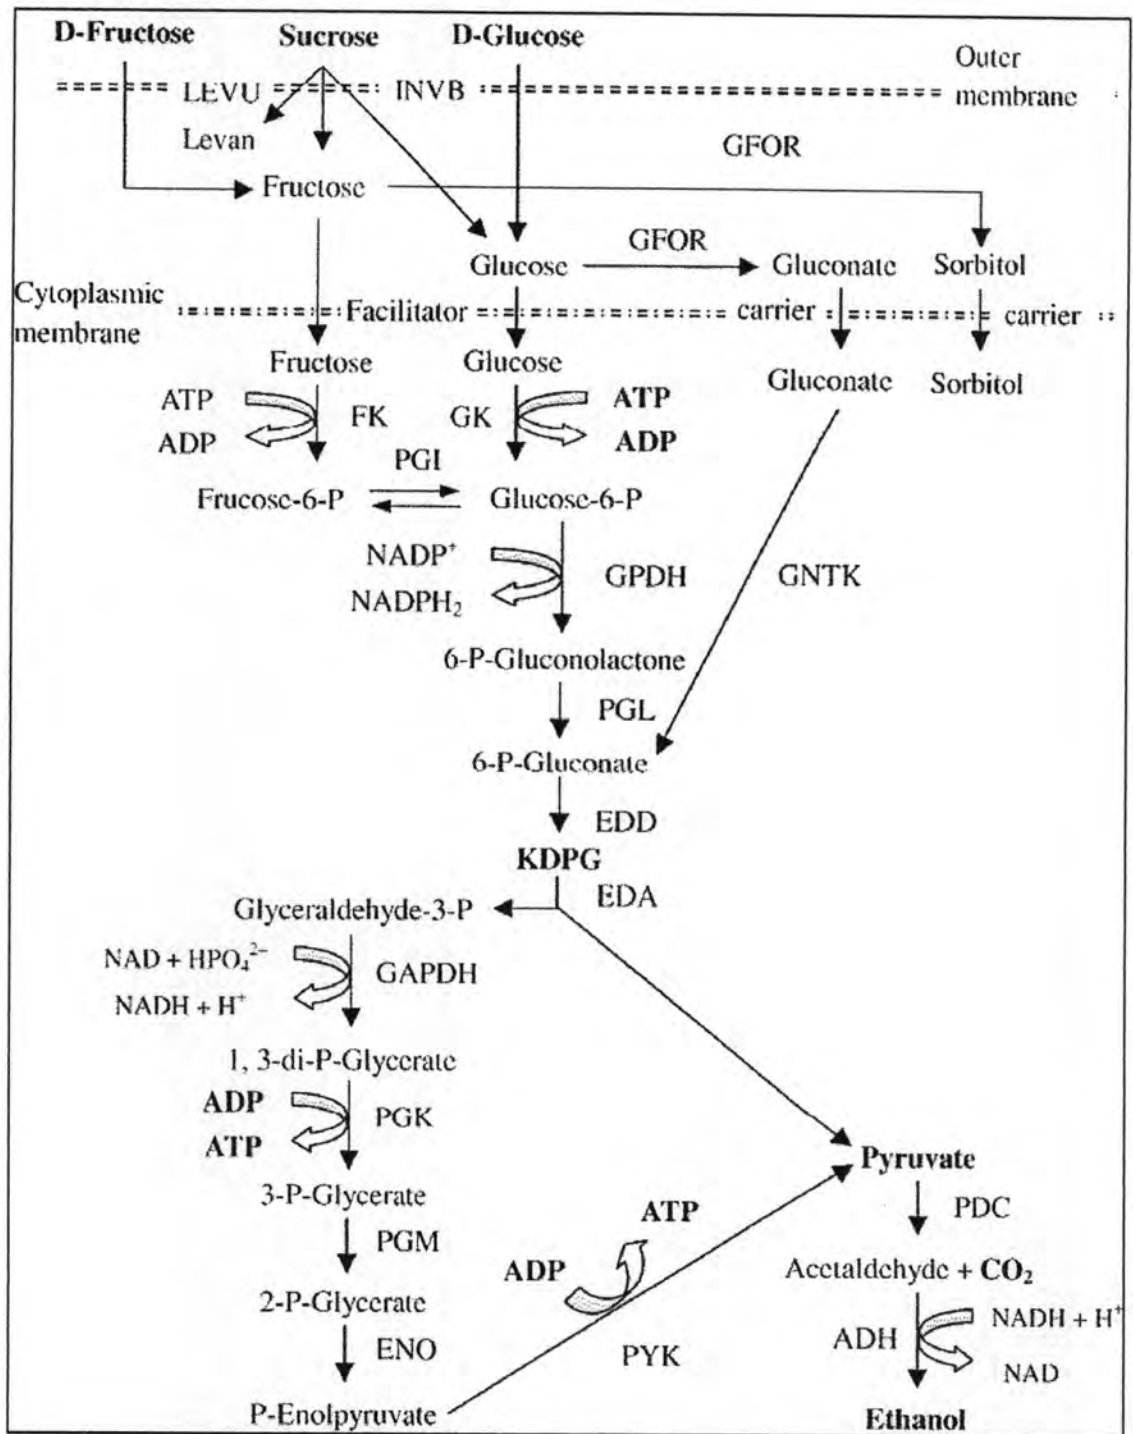 D-Fructose Sucrose D-Glucose
Outer
membrane
LEVU INVB
Levan
GFOR
Fructose
GFOR
Glucose Gluconate Sorbitol
Cytoplasmic
membrane
Facilitator carrier carrier
Fructose Glucose
Gluconate Sorbitol
ATP FK GK ATP
ADP ADP
PGI
Frucose-6-P Glucose-6-P
NADP⁺
GPDH GNTK
NADPH₂
6-P-Gluconolactone
PGL
6-P-Gluconate
EDD
KDPG
EDA
Glyceraldehyde-3-P
NAD + HPO₄²⁻
GAPDH
NADH + H⁺
1, 3-di-P-Glycerate
ADP
PGK
ATP
Pyruvate
3-P-Glycerate
ATP PDC
PGM
ADP Acetaldehyde + CO₂
2-P-Glycerate
NADH + H⁺
ENO PYK ADH
NAD
P-Enolpyruvate Ethanol